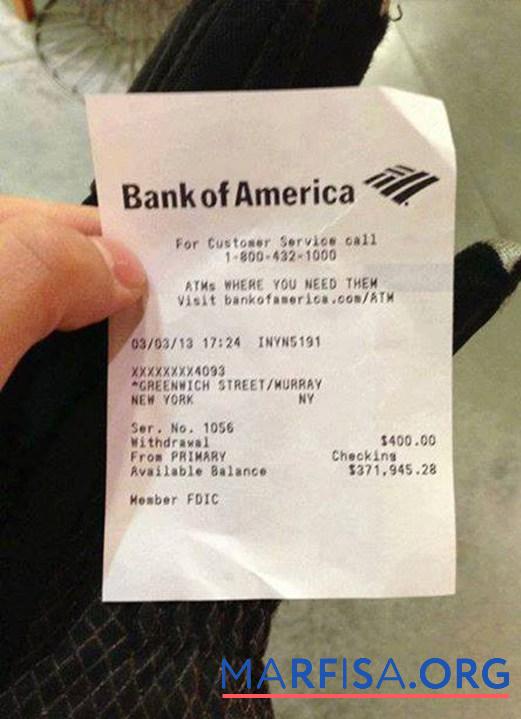 Bank of America
For Customer Service call
1-800-432-1000
ATMs WHERE YOU NEED THEM
Visit bankofamerica.com/ATM
03/03/13 17:24 INYN5191
XXXXXXXX4093
*GREENWICH STREET/MURRAY
NEW YORK NY
Ser. No. 1056
Withdrawal $400.00
From PRIMARY Checking
Available Balance $371,945.28
Member FDIC
MARFISA.ORG